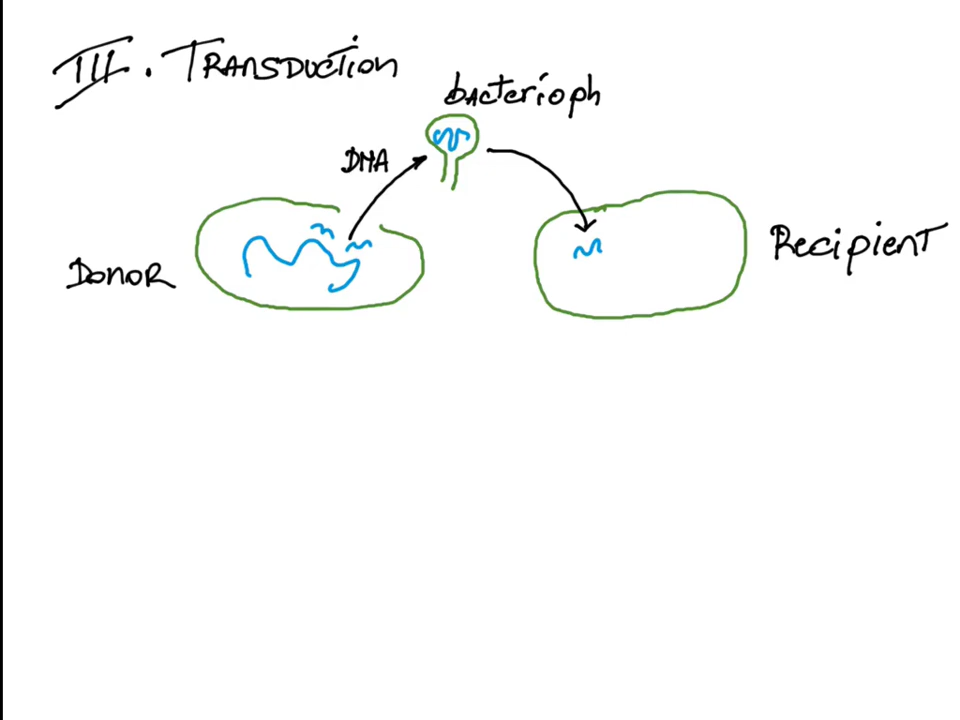 III. TRANSDUCTION
bacterioph
DNA
DONOR
Recipient